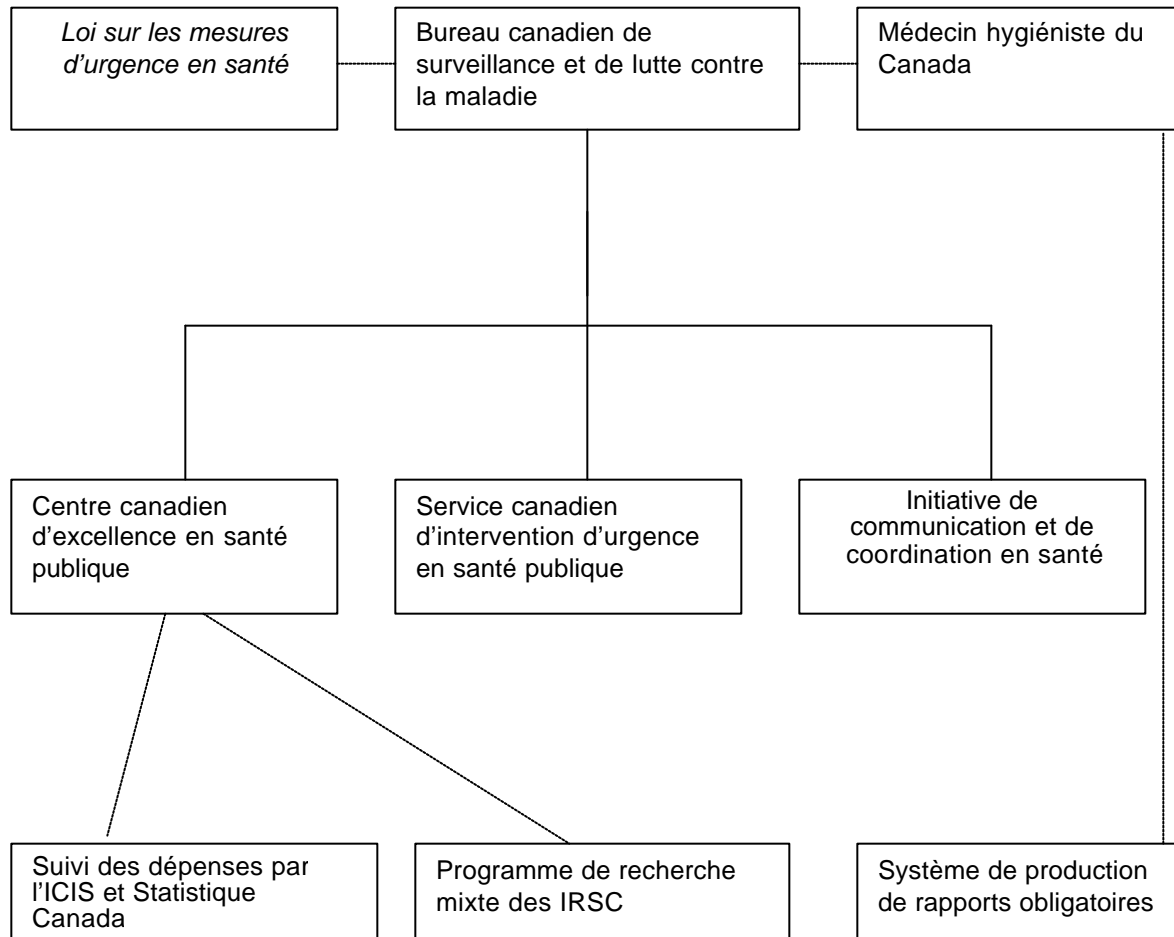 Loi sur les mesures
d'urgence en santé
Bureau canadien de
surveillance et de lutte contre
la maladie
Médecin hygiéniste du
Canada
Centre canadien
d'excellence en santé
publique
Service canadien
d'intervention d'urgence
en santé publique
Initiative de
communication et de
coordination en santé
Suivi des dépenses par
l'ICIS et Statistique
Canada
Programme de recherche
mixte des IRSC
Système de production
de rapports obligatoires